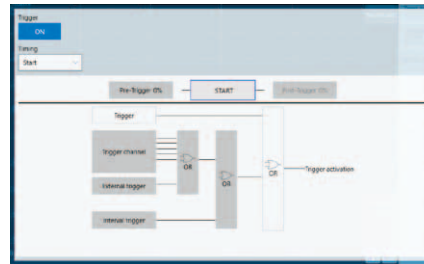 Trigger
ON
Timing
Start
Pre-Trigger 0%
START
Post-Trigger 0%
Trigger
Trigger channel
OR
External trigger
OR
OR
Trigger activation
Internal trigger